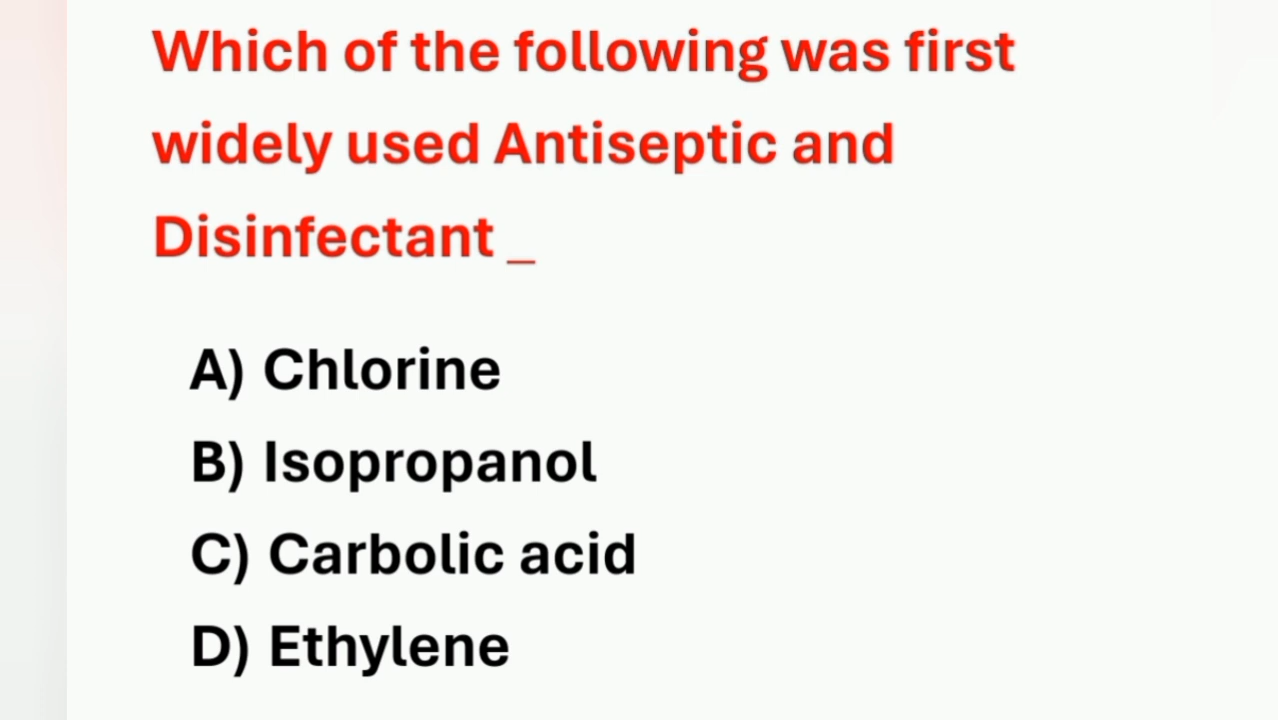 Which of the following was first
widely used Antiseptic and
Disinfectant _
A) Chlorine
B) Isopropanol
C) Carbolic acid
D) Ethylene